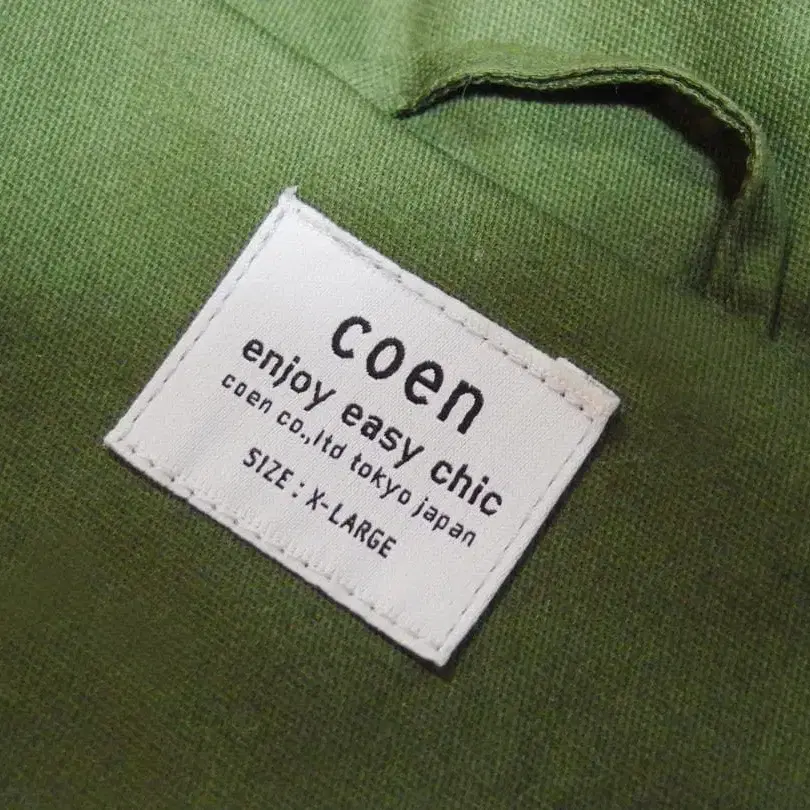 coen
enjoy easy chic
coen co.,ltd tokyo japan
SIZE : X-LARGE